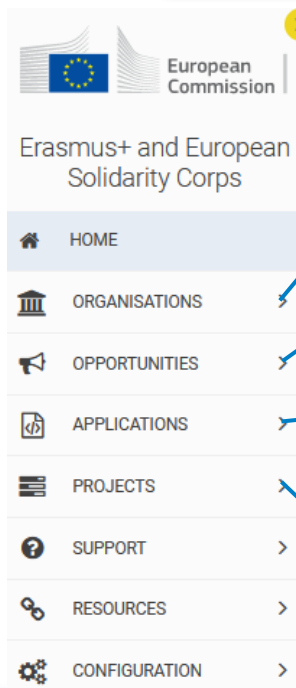 European
Commission
Erasmus+ and European
Solidarity Corps
HOME
ORGANISATIONS
OPPORTUNITIES
APPLICATIONS
PROJECTS
SUPPORT
RESOURCES
CONFIGURATION